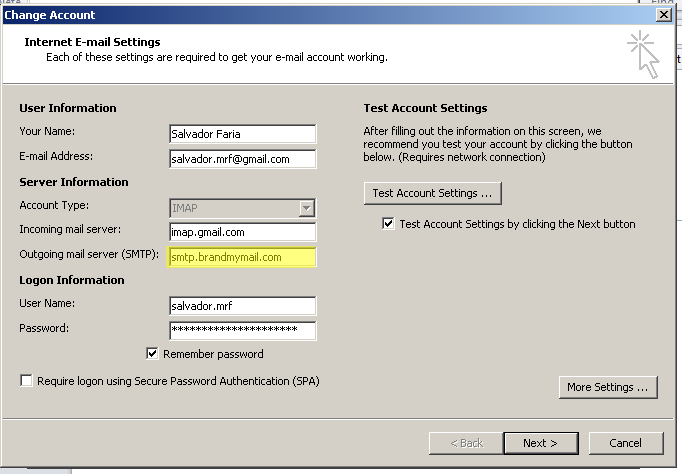 Change Account
Internet E-mail Settings
Each of these settings are required to get your e-mail account working.
User Information
Your Name:
Salvador Faria
E-mail Address:
salvador.mrf@gmail.com
Server Information
Account Type:
IMAP
Incoming mail server:
imap.gmail.com
Outgoing mail server (SMTP):
smtp.brandmymail.com
Logon Information
User Name:
salvador.mrf
Password:
*********************
Remember password
Require logon using Secure Password Authentication (SPA)
Test Account Settings
After filling out the information on this screen, we
recommend you test your account by clicking the button
below. (Requires network connection)
Test Account Settings ...
Test Account Settings by clicking the Next button
More Settings ...
< Back
Next >
Cancel